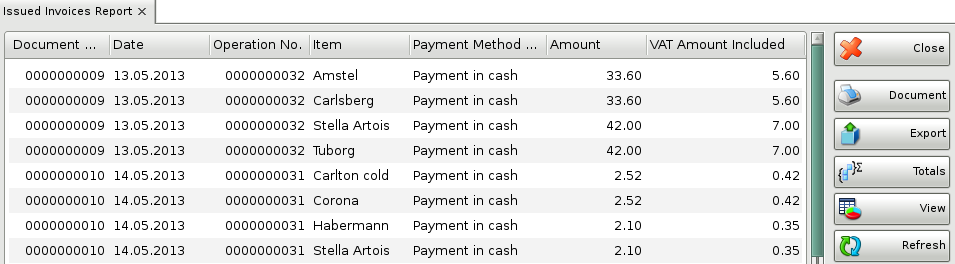 Issued Invoices Report ×
Document ... Date Operation No. Item Payment Method ... Amount VAT Amount Included
0000000009 13.05.2013 0000000032 Amstel Payment in cash 33.60 5.60
0000000009 13.05.2013 0000000032 Carlsberg Payment in cash 33.60 5.60
0000000009 13.05.2013 0000000032 Stella Artois Payment in cash 42.00 7.00
0000000009 13.05.2013 0000000032 Tuborg Payment in cash 42.00 7.00
0000000010 14.05.2013 0000000031 Carlton cold Payment in cash 2.52 0.42
0000000010 14.05.2013 0000000031 Corona Payment in cash 2.52 0.42
0000000010 14.05.2013 0000000031 Habermann Payment in cash 2.10 0.35
0000000010 14.05.2013 0000000031 Stella Artois Payment in cash 2.10 0.35
Close
Document
Export
Totals
View
Refresh